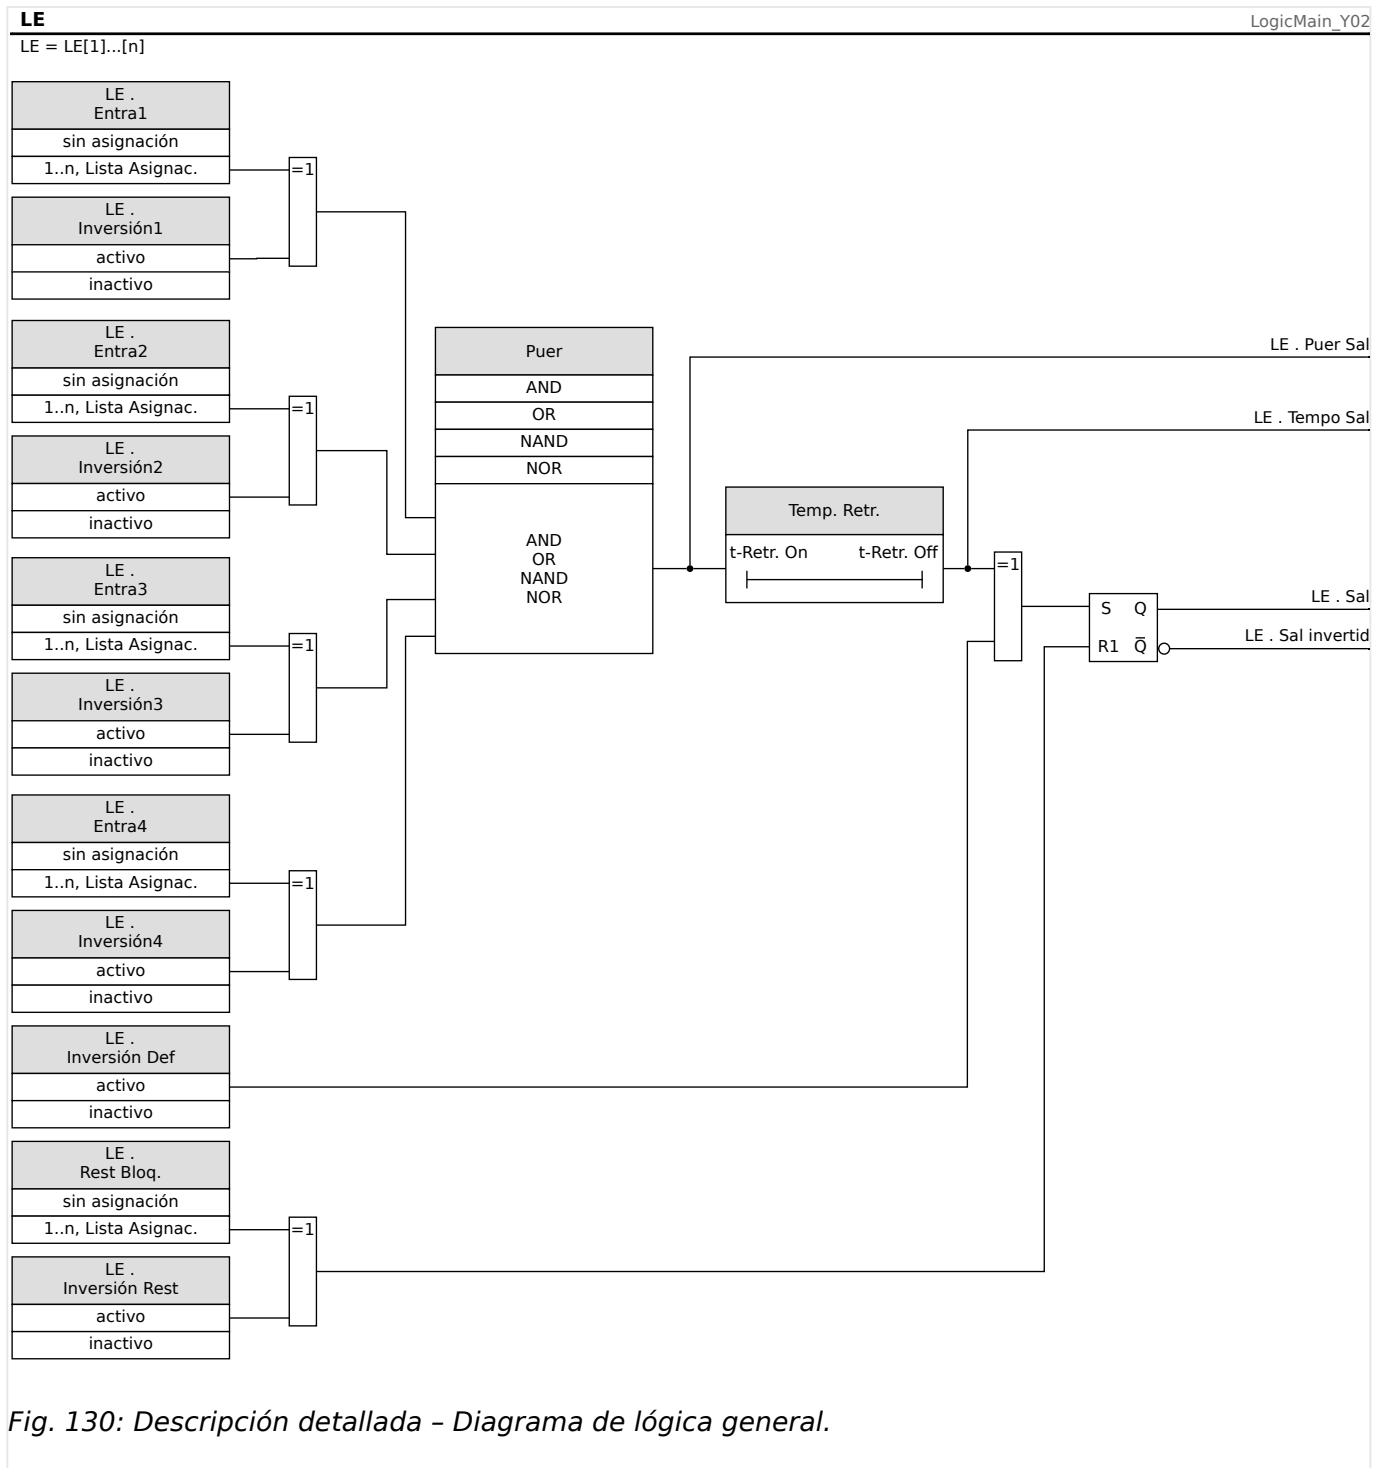 LE
LogicMain_Y02
LE = LE[1]...[n]
LE .
Entra1
sin asignación
1..n, Lista Asignac.
=1
LE .
Inversión1
activo
inactivo
LE .
Entra2
sin asignación
1..n, Lista Asignac.
=1
LE .
Inversión2
activo
inactivo
Puer
AND
OR
NAND
NOR
AND
OR
NAND
NOR
LE . Puer Sal
LE . Tempo Sal
Temp. Retr.
t-Retr. On t-Retr. Off
=1
S Q
R1 Q̅
LE . Sal
LE . Sal invertid
LE .
Entra3
sin asignación
1..n, Lista Asignac.
=1
LE .
Inversión3
activo
inactivo
LE .
Entra4
sin asignación
1..n, Lista Asignac.
=1
LE .
Inversión4
activo
inactivo
LE .
Inversión Def
activo
inactivo
LE .
Rest Bloq.
sin asignación
1..n, Lista Asignac.
=1
LE .
Inversión Rest
activo
inactivo
Fig. 130: Descripción detallada – Diagrama de lógica general.